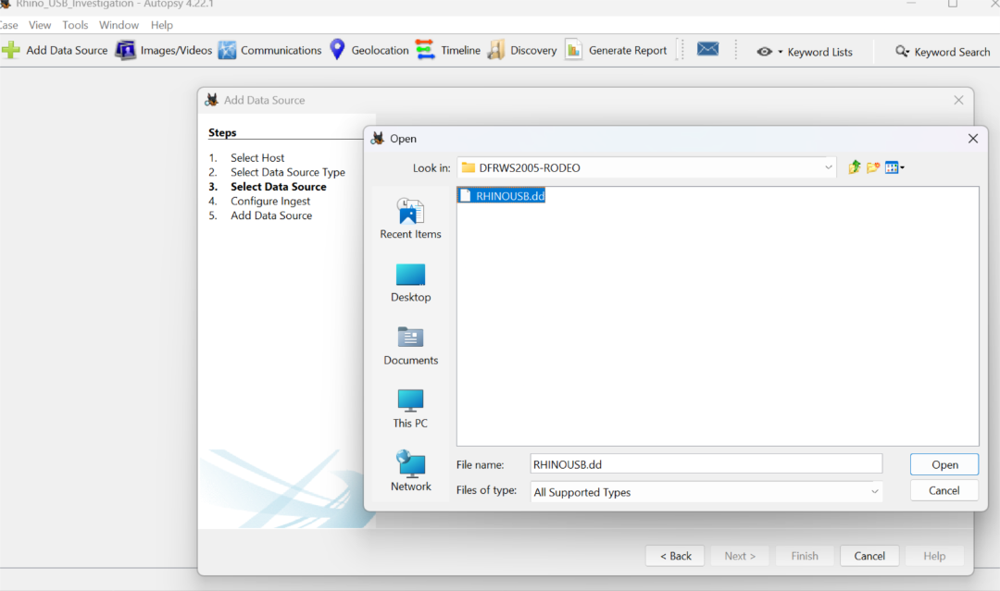 Rhino_USB_Investigation - Autopsy 4.22.1
Case View Tools Window Help
Add Data Source Images/Videos Communications Geolocation Timeline Discovery Generate Report Keyword Lists Keyword Search
Add Data Source
Steps
1. Select Host
2. Select Data Source Type
3. Select Data Source
4. Configure Ingest
5. Add Data Source
Open
Look in: DFRWS2005-RODEO
RHINOUSB.dd
Recent Items
Desktop
Documents
This PC
Network
File name: RHINOUSB.dd Open
Files of type: All Supported Types Cancel
< Back Next > Finish Cancel Help